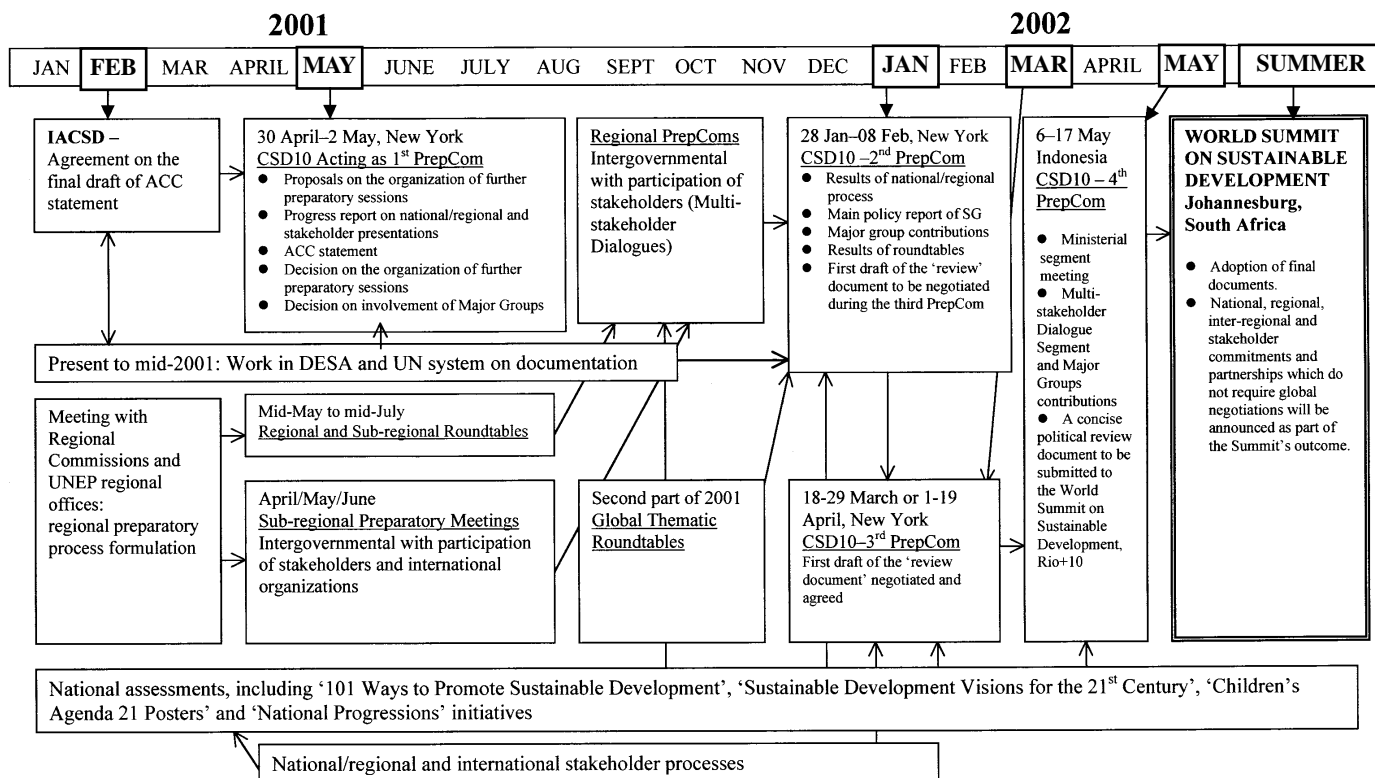 2001
2002
JAN FEB MAR APRIL MAY JUNE JULY AUG SEPT OCT NOV DEC JAN FEB MAR APRIL MAY SUMMER
IACSD –
Agreement on the
final draft of ACC
statement
30 April–2 May, New York
CSD10 Acting as 1st PrepCom
● Proposals on the organization of further
preparatory sessions
● Progress report on national/regional and
stakeholder presentations
● ACC statement
● Decision on the organization of further
preparatory sessions
● Decision on involvement of Major Groups
Regional PrepComs
Intergovernmental
with participation of
stakeholders (Multi-
stakeholder
Dialogues)
28 Jan–08 Feb, New York
CSD10 –2nd PrepCom
● Results of national/regional
process
● Main policy report of SG
● Major group contributions
● Results of roundtables
● First draft of the ‘review’
document to be negotiated
during the third PrepCom
6–17 May
Indonesia
CSD10 – 4th
PrepCom
● Ministerial
segment
meeting
● Multi-
stakeholder
Dialogue
Segment
and Major
Groups
contributions
● A concise
political review
document to be
submitted to
the World
Summit on
Sustainable
Development,
Rio+10
WORLD SUMMIT
ON SUSTAINABLE
DEVELOPMENT
Johannesburg,
South Africa
● Adoption of final
documents.
● National, regional,
inter-regional and
stakeholder
commitments and
partnerships which do
not require global
negotiations will be
announced as part of
the Summit’s outcome.
Present to mid-2001: Work in DESA and UN system on documentation
Meeting with
Regional
Commissions and
UNEP regional
offices:
regional preparatory
process formulation
Mid-May to mid-July
Regional and Sub-regional Roundtables
April/May/June
Sub-regional Preparatory Meetings
Intergovernmental with participation
of stakeholders and international
organizations
Second part of 2001
Global Thematic
Roundtables
18-29 March or 1-19
April, New York
CSD10–3rd PrepCom
First draft of the ‘review
document’ negotiated and
agreed
National assessments, including ‘101 Ways to Promote Sustainable Development’, ‘Sustainable Development Visions for the 21st Century’, ‘Children’s
Agenda 21 Posters’ and ‘National Progressions’ initiatives
National/regional and international stakeholder processes